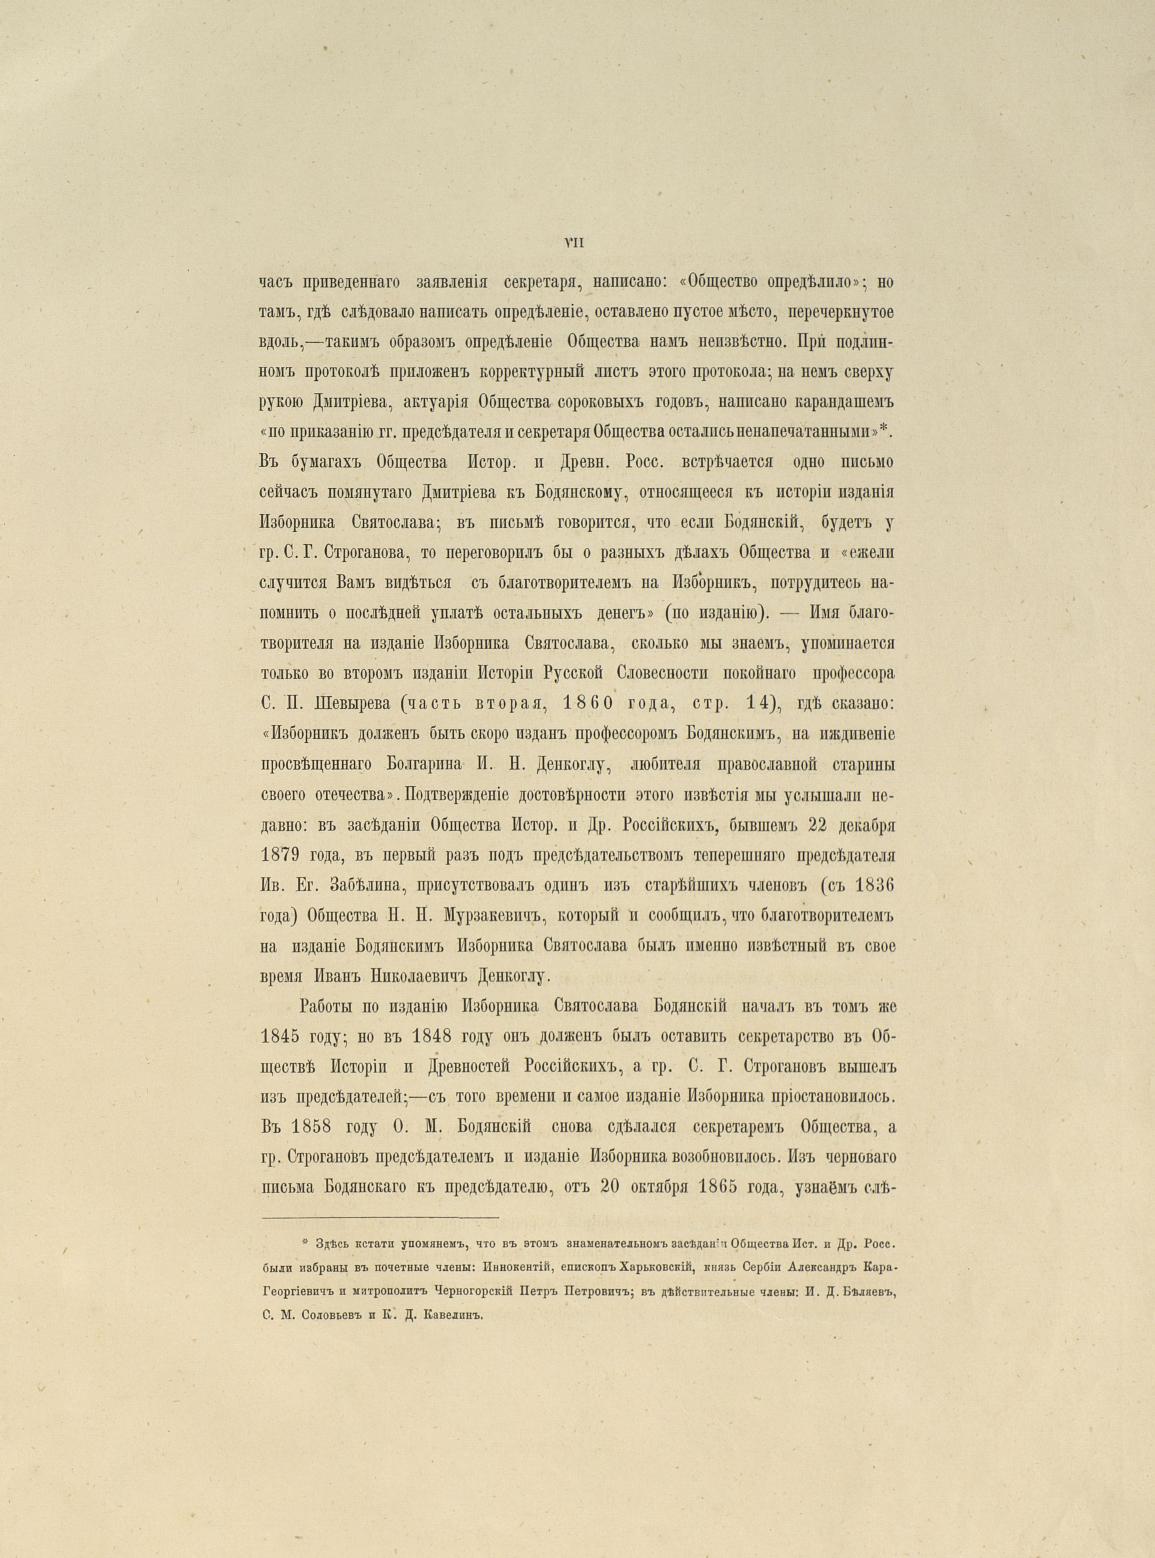 VII
часъ приведеннаго заявленія секретаря, написано: «Общество опредѣлило»; но
тамъ, гдѣ слѣдовало написать опредѣленіе, оставлено пустое мѣсто, перечеркнутое
вдоль,—такимъ образомъ опредѣленіе Общества намъ неизвѣстно. При подлин-
номъ протоколѣ приложенъ корректурный листъ этого протокола; на немъ сверху
рукою Дмитріева, актуарія Общества сороковыхъ годовъ, написано карандашемъ
«по приказанію гг. предсѣдателя и секретаря Общества остались ненапечатанными»*.
Въ бумагахъ Общества Истор. и Древн. Росс. встрѣчается одно письмо
сейчасъ помянутаго Дмитріева къ Бодянскому, относящееся къ исторіи изданія
Изборника Святослава; въ письмѣ говорится, что если Бодянскій, будетъ у
гр. С. Г. Строганова, то переговорилъ бы о разныхъ дѣлахъ Общества и «ежели
случится Вамъ видѣться съ благотворителемъ на Изборникъ, потрудитесь на-
помнить о послѣдней уплатѣ остальныхъ денегъ» (по изданію). — Имя благо-
творителя на изданіе Изборника Святослава, сколько мы знаемъ, упоминается
только во второмъ изданіи Исторіи Русской Словесности покойнаго профессора
С. П. Шевырева (часть вторая, 1860 года, стр. 14), гдѣ сказано:
«Изборникъ долженъ быть скоро изданъ профессоромъ Бодянскимъ, на иждивеніе
просвѣщеннаго Болгарина И. Н. Денкоглу, любителя православной старины
своего отечества». Подтвержденіе достовѣрности этого извѣстія мы услышали не-
давно: въ засѣданіи Общества Истор. и Др. Россійскихъ, бывшемъ 22 декабря
1879 года, въ первый разъ подъ предсѣдательствомъ теперешняго предсѣдателя
Ив. Ег. Забѣлина, присутствовалъ одинъ изъ старѣйшихъ членовъ (съ 1836
года) Общества Н. Н. Мурзакевичъ, который и сообщилъ, что благотворителемъ
на изданіе Бодянскимъ Изборника Святослава былъ именно извѣстный въ свое
время Иванъ Николаевичъ Денкоглу.
Работы по изданію Изборника Святослава Бодянскій началъ въ томъ же
1845 году; но въ 1848 году онъ долженъ былъ оставить секретарство въ Об-
ществѣ Исторіи и Древностей Россійскихъ, а гр. С. Г. Строгановъ вышелъ
изъ предсѣдателей;—съ того времени и самое изданіе Изборника пріостановилось.
Въ 1858 году О. М. Бодянскій снова сдѣлался секретаремъ Общества, а
гр. Строгановъ предсѣдателемъ и изданіе Изборника возобновилось. Изъ черноваго
письма Бодянскаго къ предсѣдателю, отъ 20 октября 1865 года, узнаёмъ слѣ-
* Здѣсь кстати упомянемъ, что въ этомъ знаменательномъ засѣданіи Общества Ист. и Др. Росс.
были избраны въ почетные члены: Иннокентій, епископъ Харьковскій, князь Сербіи Александръ Кара-
Георгіевичъ и митрополитъ Черногорскій Петръ Петровичъ; въ дѣйствительные члены: И. Д. Бѣляевъ,
С. М. Соловьевъ и К. Д. Кавелинъ.